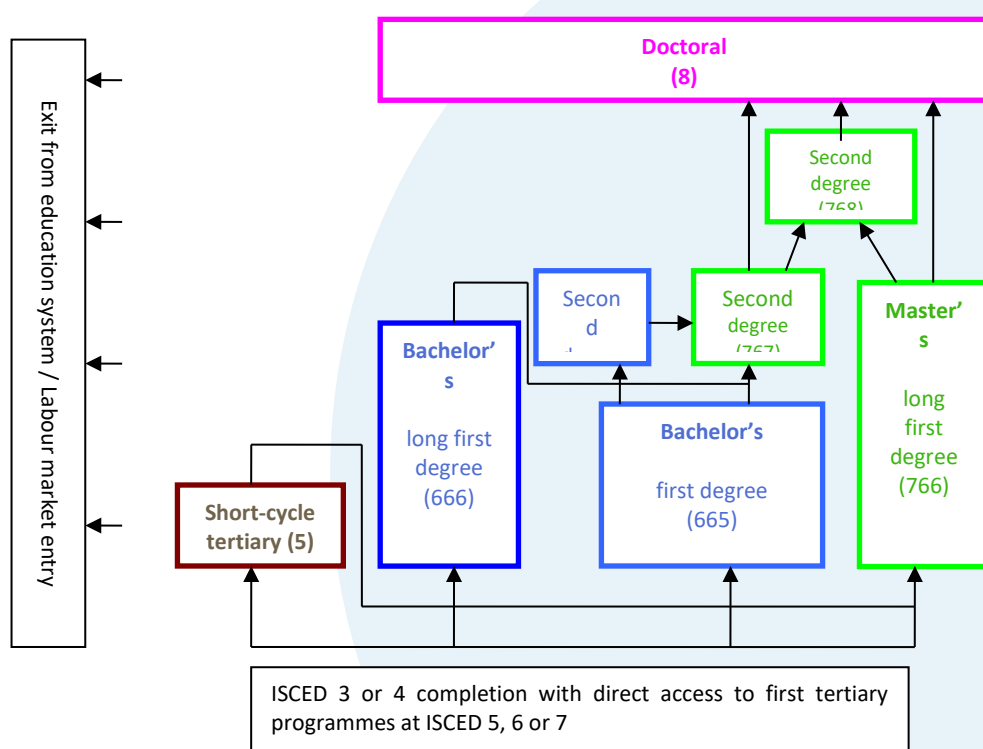 Exit from education system / Labour market entry
Doctoral
(8)
Second
degree
(768)
Secon
d
Second
degree
(767)
Master’
s
long
first
degree
(766)
Bachelor’
s
long first
degree
(666)
Bachelor’s
first degree
(665)
Short-cycle
tertiary (5)
ISCED 3 or 4 completion with direct access to first tertiary
programmes at ISCED 5, 6 or 7